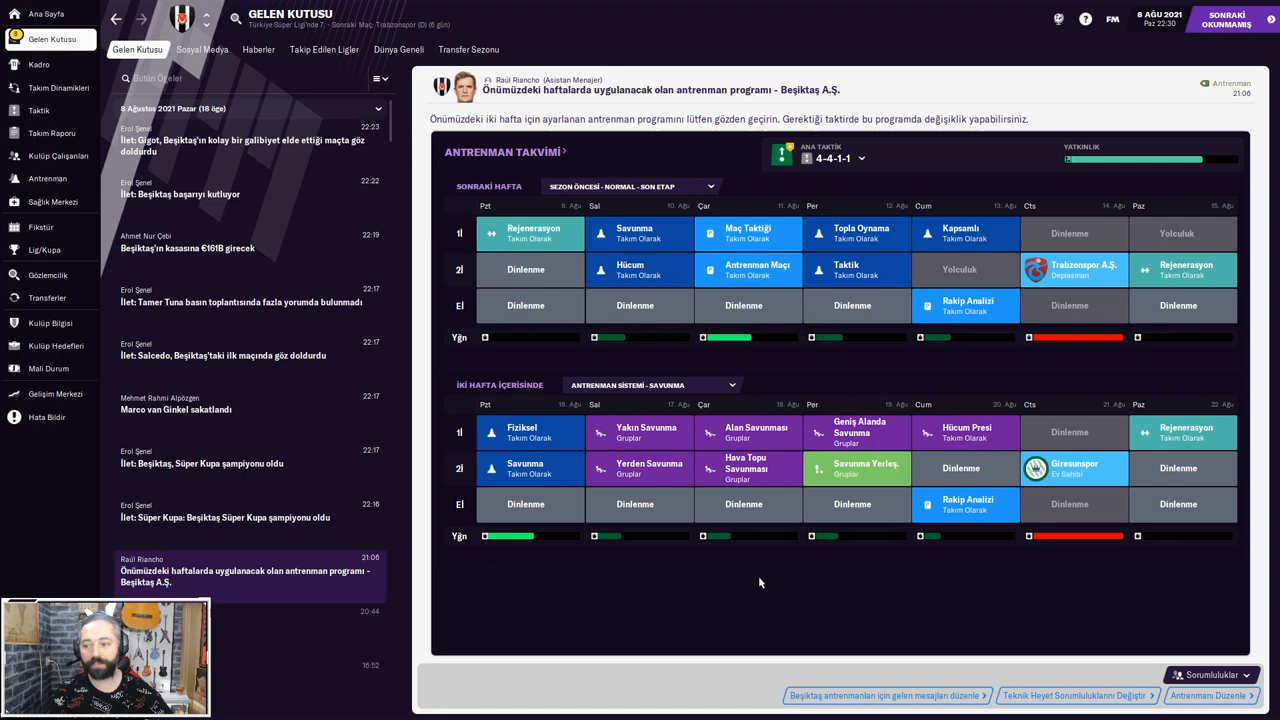 Ana Sayfa
8
Gelen Kutusu
Kadro
Takım Dinamikleri
Taktik
Takım Raporu
Kulüp Çalışanları
Antrenman
Sağlık Merkezi
Fikstür
Lig/Kupa
Gözlemcilik
Transferler
Kulüp Bilgisi
Kulüp Hedefleri
Mali Durum
Gelişim Merkezi
Hata Bildir
GELEN KUTUSU
Türkiye Süper Ligi'nde 7. - Sonraki Maç: Trabzonspor (D) (6 gün)
FM
8 AĞU 2021
Paz 22:30
SONRAKİ OKUNMAMIŞ
Gelen Kutusu
Sosyal Medya
Haberler
Takip Edilen Ligler
Dünya Geneli
Transfer Sezonu
Bütün Öğeler
8 Ağustos 2021 Pazar (18 öge)
Erol Şenel
22:23
İlet: Gigot, Beşiktaş'ın kolay bir galibiyet elde ettiği maçta göz
doldurdu
Erol Şenel
22:22
İlet: Beşiktaş başarıyı kutluyor
Ahmet Nur Çebi
22:19
Beşiktaş'ın kasasına €161B girecek
Erol Şenel
22:17
İlet: Tamer Tuna basın toplantısında fazla yorumda bulunmadı
Erol Şenel
22:17
İlet: Salcedo, Beşiktaş'taki ilk maçında göz doldurdu
Mehmet Rahmi Alpözgen
22:17
Marco van Ginkel sakatlandı
Erol Şenel
22:17
İlet: Beşiktaş, Süper Kupa şampiyonu oldu
Erol Şenel
22:16
İlet: Süper Kupa: Beşiktaş Süper Kupa şampiyonu oldu
Raúl Riancho
21:06
Önümüzdeki haftalarda uygulanacak olan antrenman programı -
Beşiktaş A.Ş.
20:44
16:52
Raúl Riancho (Asistan Menajer)
Önümüzdeki haftalarda uygulanacak olan antrenman programı - Beşiktaş A.Ş.
Antrenman
21:06
Önümüzdeki iki hafta için ayarlanan antrenman programını lütfen gözden geçirin. Gerektiği taktirde bu programda değişiklik yapabilirsiniz.
ANTRENMAN TAKVİMİ
ANA TAKTİK
4-4-1-1
YATKINLIK
SONRAKİ HAFTA
SEZON ÖNCESİ - NORMAL - SON ETAP
Pzt 9. Ağu Sal 10. Ağu Çar 11. Ağu Per 12. Ağu Cum 13. Ağu Cts 14. Ağu Paz 15. Ağu
1İ
Rejenerasyon Savunma Maç Taktiği Topla Oynama Kapsamlı Dinlenme Yolculuk
Takım Olarak Takım Olarak Takım Olarak Takım Olarak Takım Olarak
2İ
Dinlenme Hücum Antrenman Maçı Taktik Yolculuk Trabzonspor A.Ş. Rejenerasyon
Takım Olarak Takım Olarak Takım Olarak Deplasman Takım Olarak
Eİ
Dinlenme Dinlenme Dinlenme Dinlenme Rakip Analizi Dinlenme Dinlenme
Takım Olarak
Yğn
İKİ HAFTA İÇERİSİNDE
ANTRENMAN SİSTEMİ - SAVUNMA
Pzt 16. Ağu Sal 17. Ağu Çar 18. Ağu Per 19. Ağu Cum 20. Ağu Cts 21. Ağu Paz 22. Ağu
1İ
Fiziksel Yakın Savunma Alan Savunması Geniş Alanda Savunma Hücum Presi Dinlenme Rejenerasyon
Takım Olarak Gruplar Gruplar Gruplar Gruplar Takım Olarak
2İ
Savunma Yerden Savunma Hava Topu Savunması Savunma Yerleş. Dinlenme Giresunspor Dinlenme
Takım Olarak Gruplar Gruplar Gruplar Ev Sahibi
Eİ
Dinlenme Dinlenme Dinlenme Dinlenme Rakip Analizi Dinlenme Dinlenme
Takım Olarak
Yğn
Sorumluluklar
Beşiktaş antrenmanları için gelen mesajları düzenle
Teknik Heyet Sorumluluklarını Değiştir
Antrenmanı Düzenle